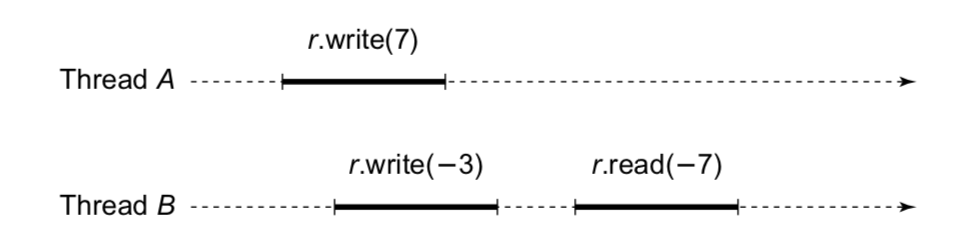 r.write(7)
Thread A
r.write(−3) r.read(−7)
Thread B